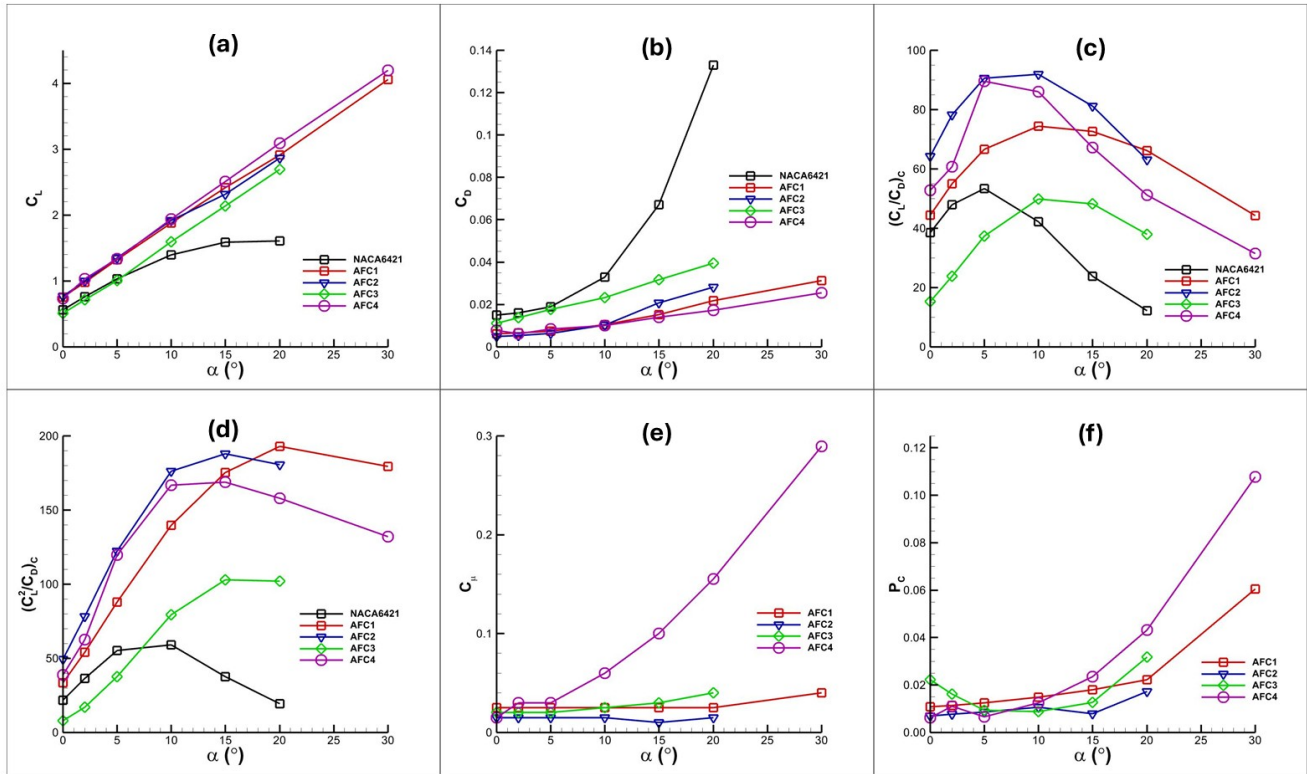 (a)
4
3
2
1
0
C_L
NACA6421
AFC1
AFC2
AFC3
AFC4
0 5 10 15 20 25 30
α (°)
(b)
0.14
0.12
0.1
0.08
0.06
0.04
0.02
0
C_D
NACA6421
AFC1
AFC2
AFC3
AFC4
0 5 10 15 20 25 30
α (°)
(c)
100
80
60
40
20
0
(C_L/C_D)_C
NACA6421
AFC1
AFC2
AFC3
AFC4
0 5 10 15 20 25 30
α (°)
(d)
200
150
100
50
0
(C_L^2/C_D)_C
NACA6421
AFC1
AFC2
AFC3
AFC4
0 5 10 15 20 25 30
α (°)
(e)
0.3
0.2
0.1
0
C_μ
AFC1
AFC2
AFC3
AFC4
0 5 10 15 20 25 30
α (°)
(f)
0.12
0.10
0.08
0.06
0.04
0.02
0.00
P_C
AFC1
AFC2
AFC3
AFC4
0 5 10 15 20 25 30
α (°)